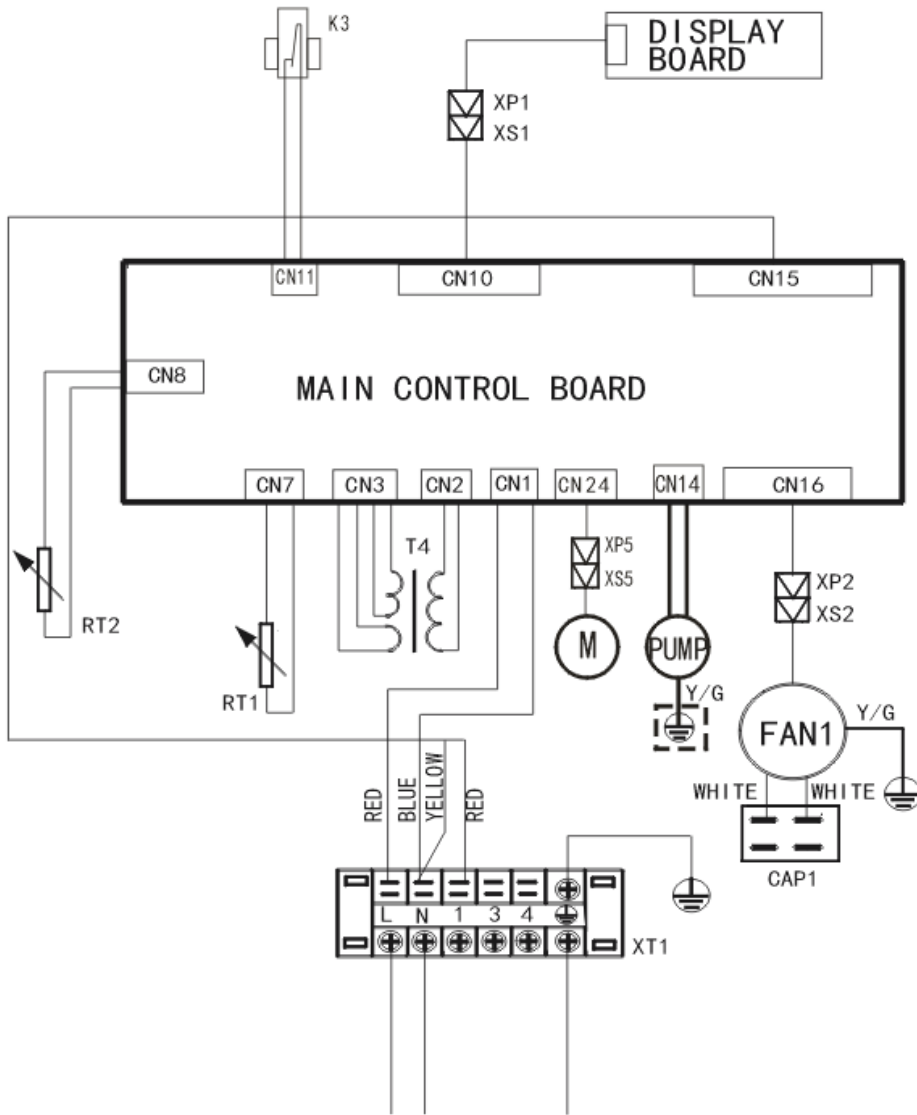 K3
DISPLAY
BOARD
XP1
XS1
CN11
CN10
CN15
CN8
MAIN CONTROL BOARD
CN7
CN3
CN2
CN1
CN24
CN14
CN16
T4
XP5
XS5
XP2
XS2
RT2
RT1
M
PUMP
Y/G
FAN1
Y/G
RED
BLUE
YELLOW
RED
WHITE
WHITE
CAP1
L
N
1
3
4
XT1